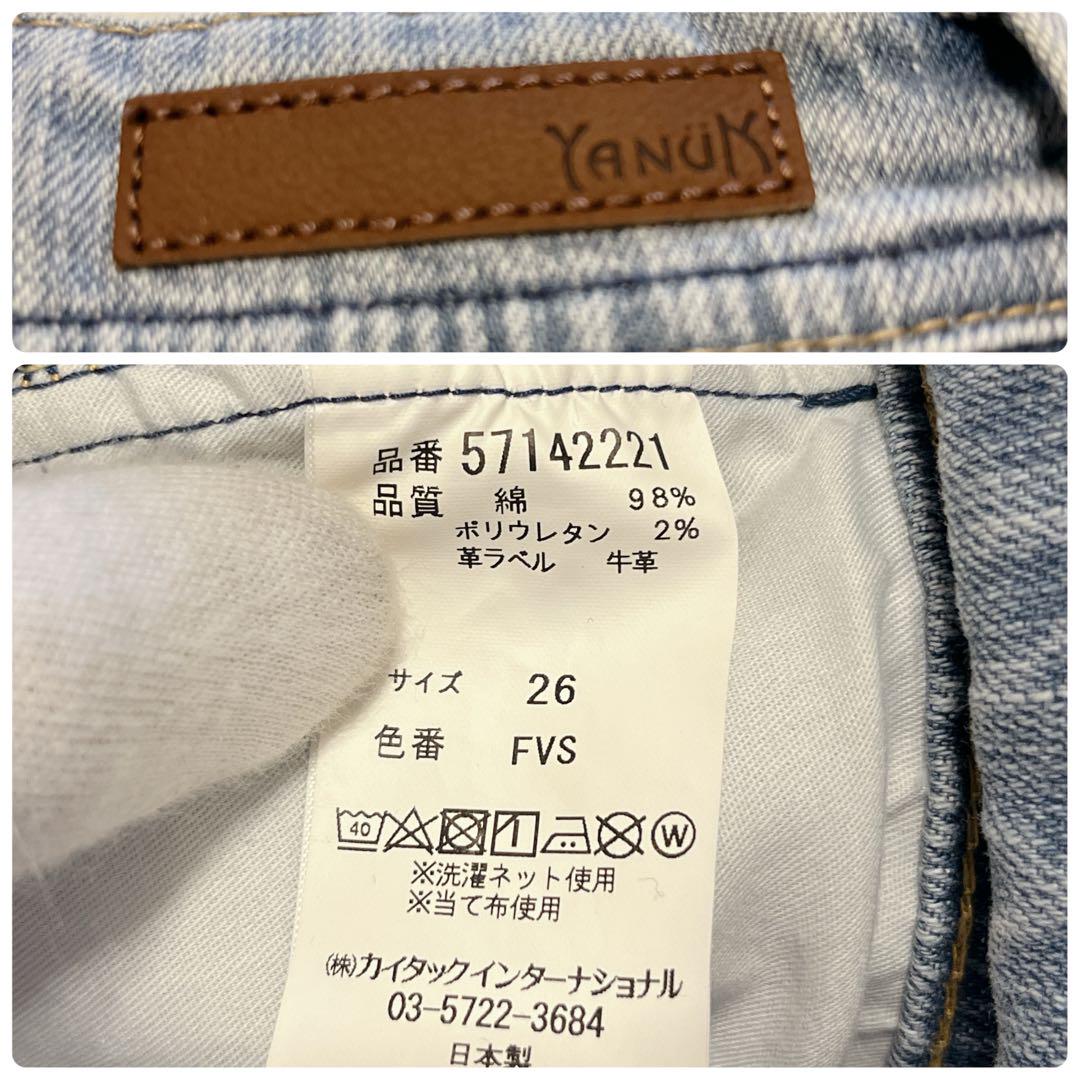 YANÜK
品番 57142221
品質 綿 98%
ポリウレタン 2%
革ラベル 牛革
サイズ 26
色番 FVS
40 W
※洗濯ネット使用
※当て布使用
(株)カイタックインターナショナル
03-5722-3684
日本製